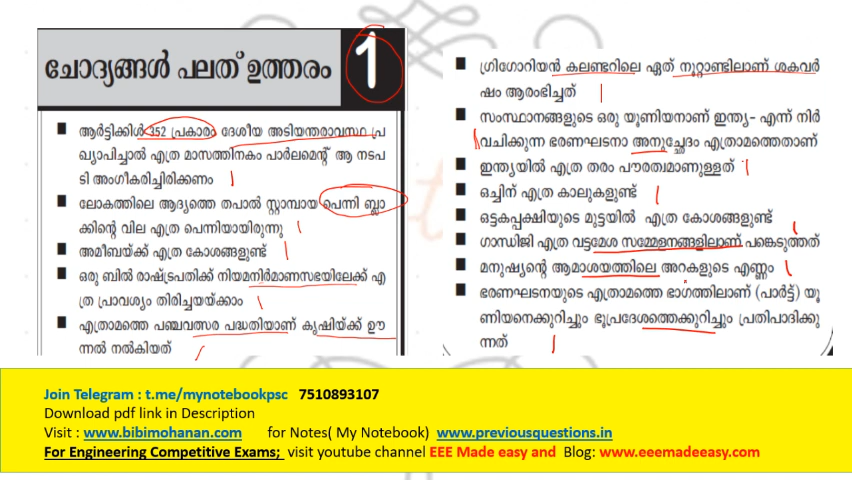 ചോദ്യങ്ങൾ പലത് ഉത്തരം 1
ആർട്ടിക്കിൾ 352 പ്രകാരം ദേശീയ അടിയന്തരാവസ്ഥ പ്ര
ഖ്യാപിച്ചാൽ എത്ര മാസത്തിനകം പാർലമെന്റ് ആ നടപ
ടി അംഗീകരിച്ചിരിക്കണം
ലോകത്തിലെ ആദ്യത്തെ തപാൽ സ്റ്റാമ്പായ പെന്നി ബ്ലാ
ക്കിന്റെ വില എത്ര പെന്നിയായിരുന്നു
അമീബയ്ക്ക് എത്ര കോശങ്ങളുണ്ട്
ഒരു ബിൽ രാഷ്ട്രപതിക്ക് നിയമനിർമാണസഭയിലേക്ക് എ
ത്ര പ്രാവശ്യം തിരിച്ചയയ്ക്കാം
എത്രാമത്തെ പഞ്ചവത്സര പദ്ധതിയാണ് കൃഷിയ്ക്ക് ഊ
ന്നൽ നൽകിയത്
ഗ്രിഗോറിയൻ കലണ്ടറിലെ ഏത് നൂറ്റാണ്ടിലാണ് ശകവർ
ഷം ആരംഭിച്ചത്
സംസ്ഥാനങ്ങളുടെ ഒരു യൂണിയനാണ് ഇന്ത്യ- എന്ന് നിർ
വചിക്കുന്ന ഭരണഘടനാ അനുച്ഛേദം എത്രാമത്തെതാണ്
ഇന്ത്യയിൽ എത്ര തരം പൗരത്വമാണുള്ളത്
ഒച്ചിന് എത്ര കാലുകളുണ്ട്
ഒട്ടകപ്പക്ഷിയുടെ മുട്ടയിൽ എത്ര കോശങ്ങളുണ്ട്
ഗാന്ധിജി എത്ര വട്ടമേശ സമ്മേളനങ്ങളിലാണ് പങ്കെടുത്തത്
മനുഷ്യന്റെ ആമാശയത്തിലെ അറകളുടെ എണ്ണം
ഭരണഘടനയുടെ എത്രാമത്തെ ഭാഗത്തിലാണ് (പാർട്ട്) യൂ
ണിയനെക്കുറിച്ചും ഭൂപ്രദേശത്തെക്കുറിച്ചും പ്രതിപാദിക്കു
ന്നത്
Join Telegram : t.me/mynotebookpsc 7510893107
Download pdf link in Description
Visit : www.bibimohanan.com for Notes( My Notebook) www.previousquestions.in
For Engineering Competitive Exams; visit youtube channel EEE Made easy and Blog: www.eeemadeeasy.com